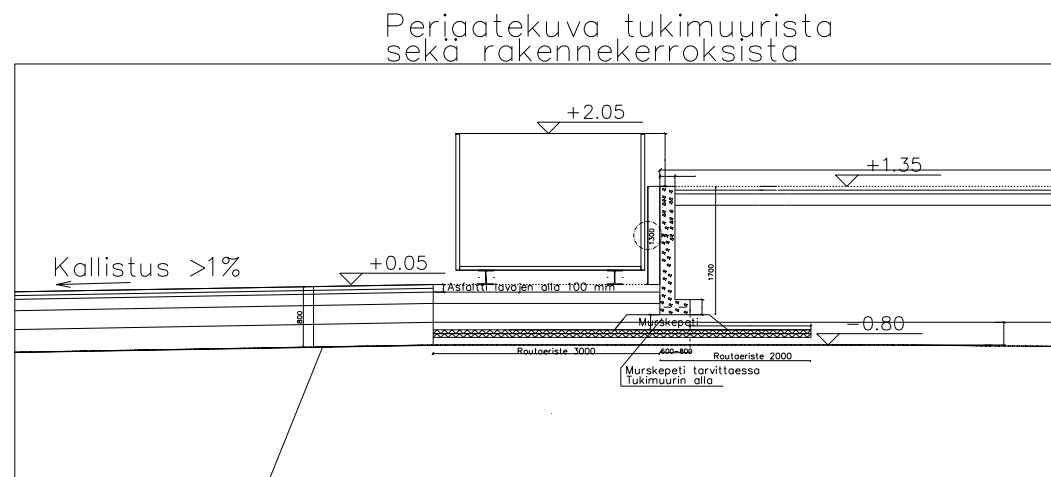 Periaatekuva tukimuurista
sekä rakennekerroksista
+2.05
+1.35
1300
1700
Kallistus >1%
+0.05
Asfaltti lavojen alla 100 mm
800
Murskepeti
-0.80
Routaeriste 3000
600-800
Routaeriste 2000
Murskepeti tarvittaessa
Tukimuurin alla